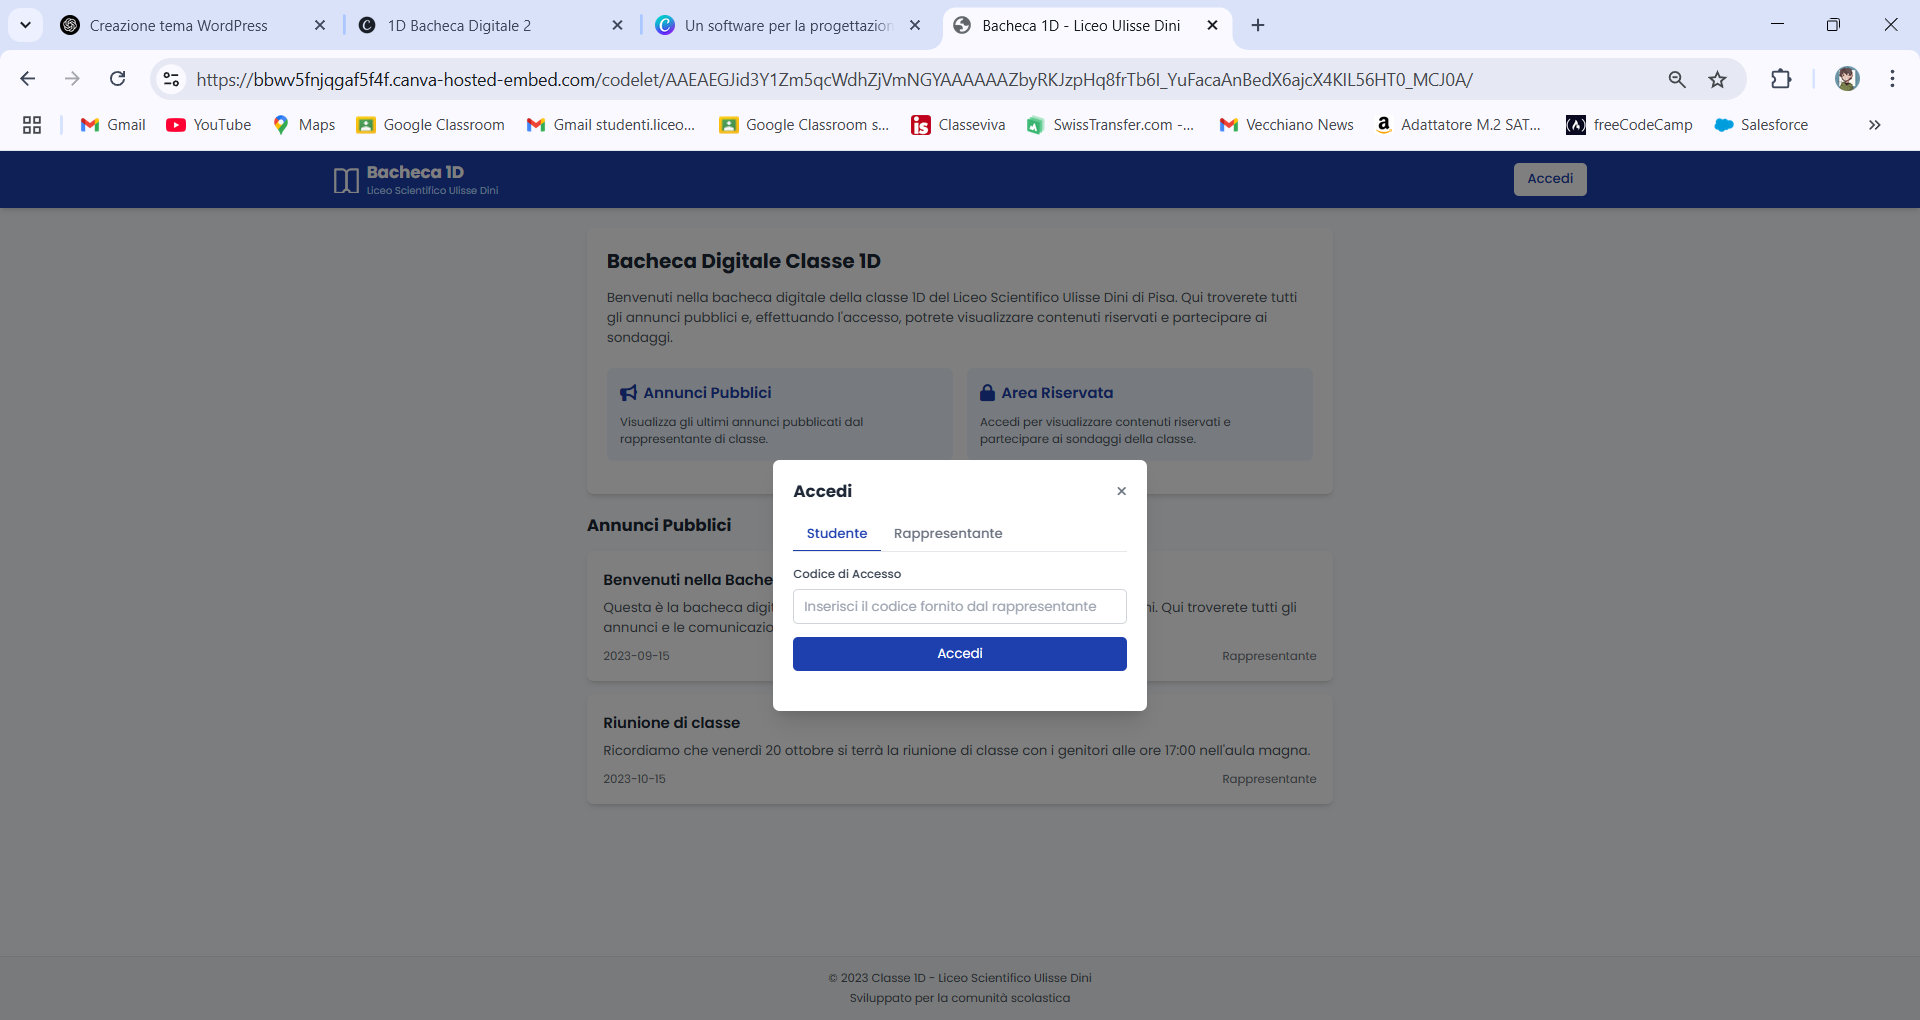 Creazione tema WordPress
1D Bacheca Digitale 2
Un software per la progettazion
Bacheca 1D - Liceo Ulisse Dini
https://bbwv5fnjqgaf5f4f.canva-hosted-embed.com/codelet/AAEAEGJid3Y1Zm5qcWdhZjVmNGYAAAAAAZbyRKJzpHq8frTb6I_YuFacaAnBedX6ajcX4KIL56HT0_MCJ0A/
Gmail
YouTube
Maps
Google Classroom
Gmail studenti.liceo...
Google Classroom s...
Classeviva
SwissTransfer.com -...
Vecchiano News
Adattatore M.2 SAT...
freeCodeCamp
Salesforce
Bacheca 1D
Liceo Scientifico Ulisse Dini
Accedi
Bacheca Digitale Classe 1D
Benvenuti nella bacheca digitale della classe 1D del Liceo Scientifico Ulisse Dini di Pisa. Qui troverete tutti
gli annunci pubblici e, effettuando l'accesso, potrete visualizzare contenuti riservati e partecipare ai
sondaggi.
Annunci Pubblici
Visualizza gli ultimi annunci pubblicati dal
rappresentante di classe.
Area Riservata
Accedi per visualizzare contenuti riservati e
partecipare ai sondaggi della classe.
Accedi
Studente
Rappresentante
Codice di Accesso
Inserisci il codice fornito dal rappresentante
Accedi
Annunci Pubblici
Benvenuti nella Bache
Questa è la bacheca digit
ni. Qui troverete tutti gli
annunci e le comunicazio
2023-09-15
Rappresentante
Riunione di classe
Ricordiamo che venerdì 20 ottobre si terrà la riunione di classe con i genitori alle ore 17:00 nell'aula magna.
2023-10-15
Rappresentante
© 2023 Classe 1D - Liceo Scientifico Ulisse Dini
Sviluppato per la comunità scolastica